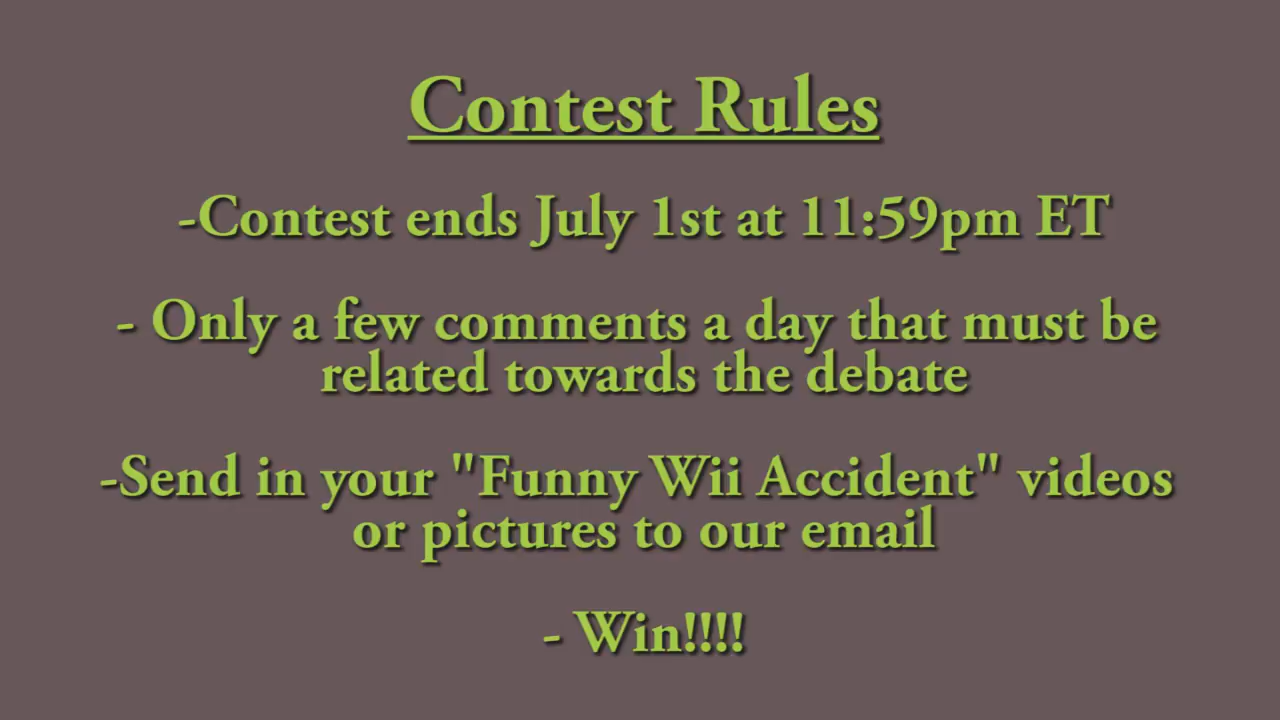 Contest Rules
-Contest ends July 1st at 11:59pm ET
- Only a few comments a day that must be
related towards the debate
-Send in your "Funny Wii Accident" videos
or pictures to our email
- Win!!!!